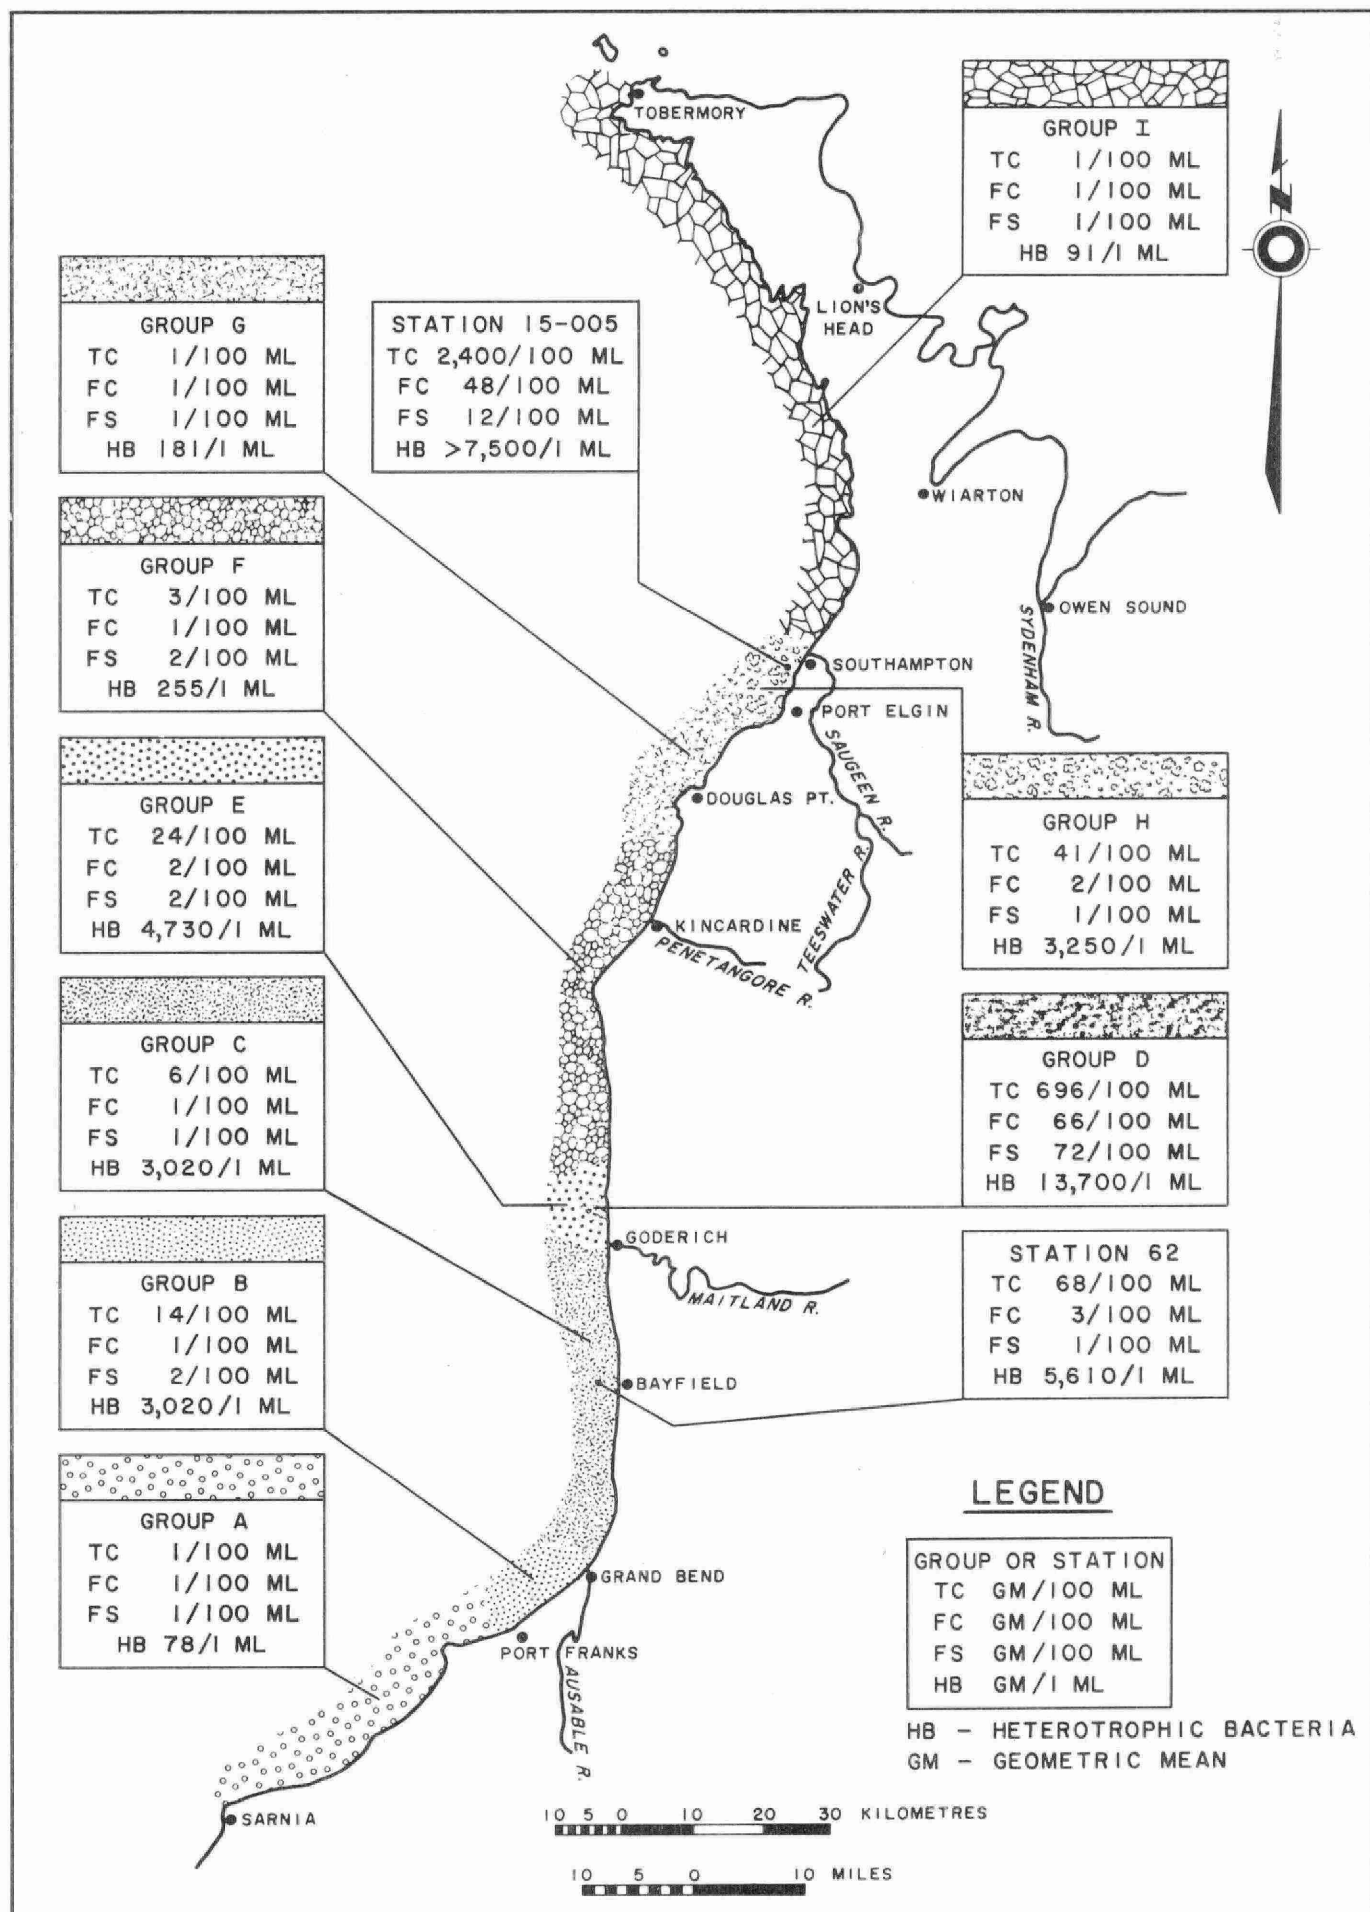 TOBERMORY
GROUP I
TC 1/100 ML
FC 1/100 ML
FS 1/100 ML
HB 91/1 ML
N
GROUP G
TC 1/100 ML
FC 1/100 ML
FS 1/100 ML
HB 181/1 ML
STATION 15-005
TC 2,400/100 ML
FC 48/100 ML
FS 12/100 ML
HB >7,500/1 ML
LION'S
HEAD
WIARTON
OWEN SOUND
SYDENHAM R.
GROUP F
TC 3/100 ML
FC 1/100 ML
FS 2/100 ML
HB 255/1 ML
SOUTHAMPTON
PORT ELGIN
SAUGEEN R.
DOUGLAS PT.
TEESWATER R.
KINCARDINE
PENETANGORE R.
GROUP E
TC 24/100 ML
FC 2/100 ML
FS 2/100 ML
HB 4,730/1 ML
GROUP H
TC 41/100 ML
FC 2/100 ML
FS 1/100 ML
HB 3,250/1 ML
GROUP C
TC 6/100 ML
FC 1/100 ML
FS 1/100 ML
HB 3,020/1 ML
GROUP D
TC 696/100 ML
FC 66/100 ML
FS 72/100 ML
HB 13,700/1 ML
GODERICH
MAITLAND R.
GROUP B
TC 14/100 ML
FC 1/100 ML
FS 2/100 ML
HB 3,020/1 ML
STATION 62
TC 68/100 ML
FC 3/100 ML
FS 1/100 ML
HB 5,610/1 ML
BAYFIELD
GROUP A
TC 1/100 ML
FC 1/100 ML
FS 1/100 ML
HB 78/1 ML
GRAND BEND
PORT FRANKS
AUSABLE R.
SARNIA
LEGEND
GROUP OR STATION
TC GM/100 ML
FC GM/100 ML
FS GM/100 ML
HB GM/1 ML
HB - HETEROTROPHIC BACTERIA
GM - GEOMETRIC MEAN
10 5 0 10 20 30 KILOMETRES
10 5 0 10 MILES